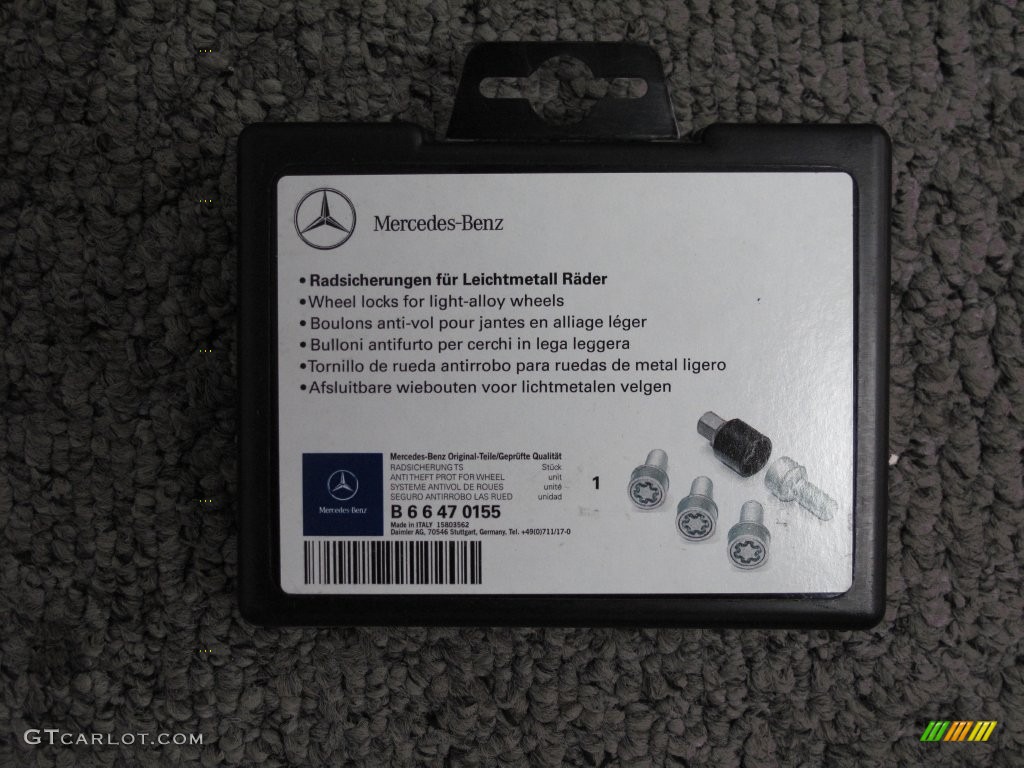 Mercedes-Benz
• Radsicherungen für Leichtmetall Räder
• Wheel locks for light-alloy wheels
• Boulons anti-vol pour jantes en alliage léger
• Bulloni antifurto per cerchi in lega leggera
• Tornillo de rueda antirrobo para ruedas de metal ligero
• Afsluitbare wiebouten voor lichtmetalen velgen
Mercedes-Benz
Mercedes-Benz Original-Teile/Geprüfte Qualität
RADSICHERUNG TS Stück
ANTI THEFT PROT FOR WHEEL unit
SYSTEME ANTIVOL DE ROUES unité
SEGURO ANTIRROBO LAS RUED unidad
1
B 6 6 47 0155
Made in ITALY 15803562
Daimler AG, 70546 Stuttgart, Germany. Tel. +49(0)711/17-0
GTCARLOT.COM